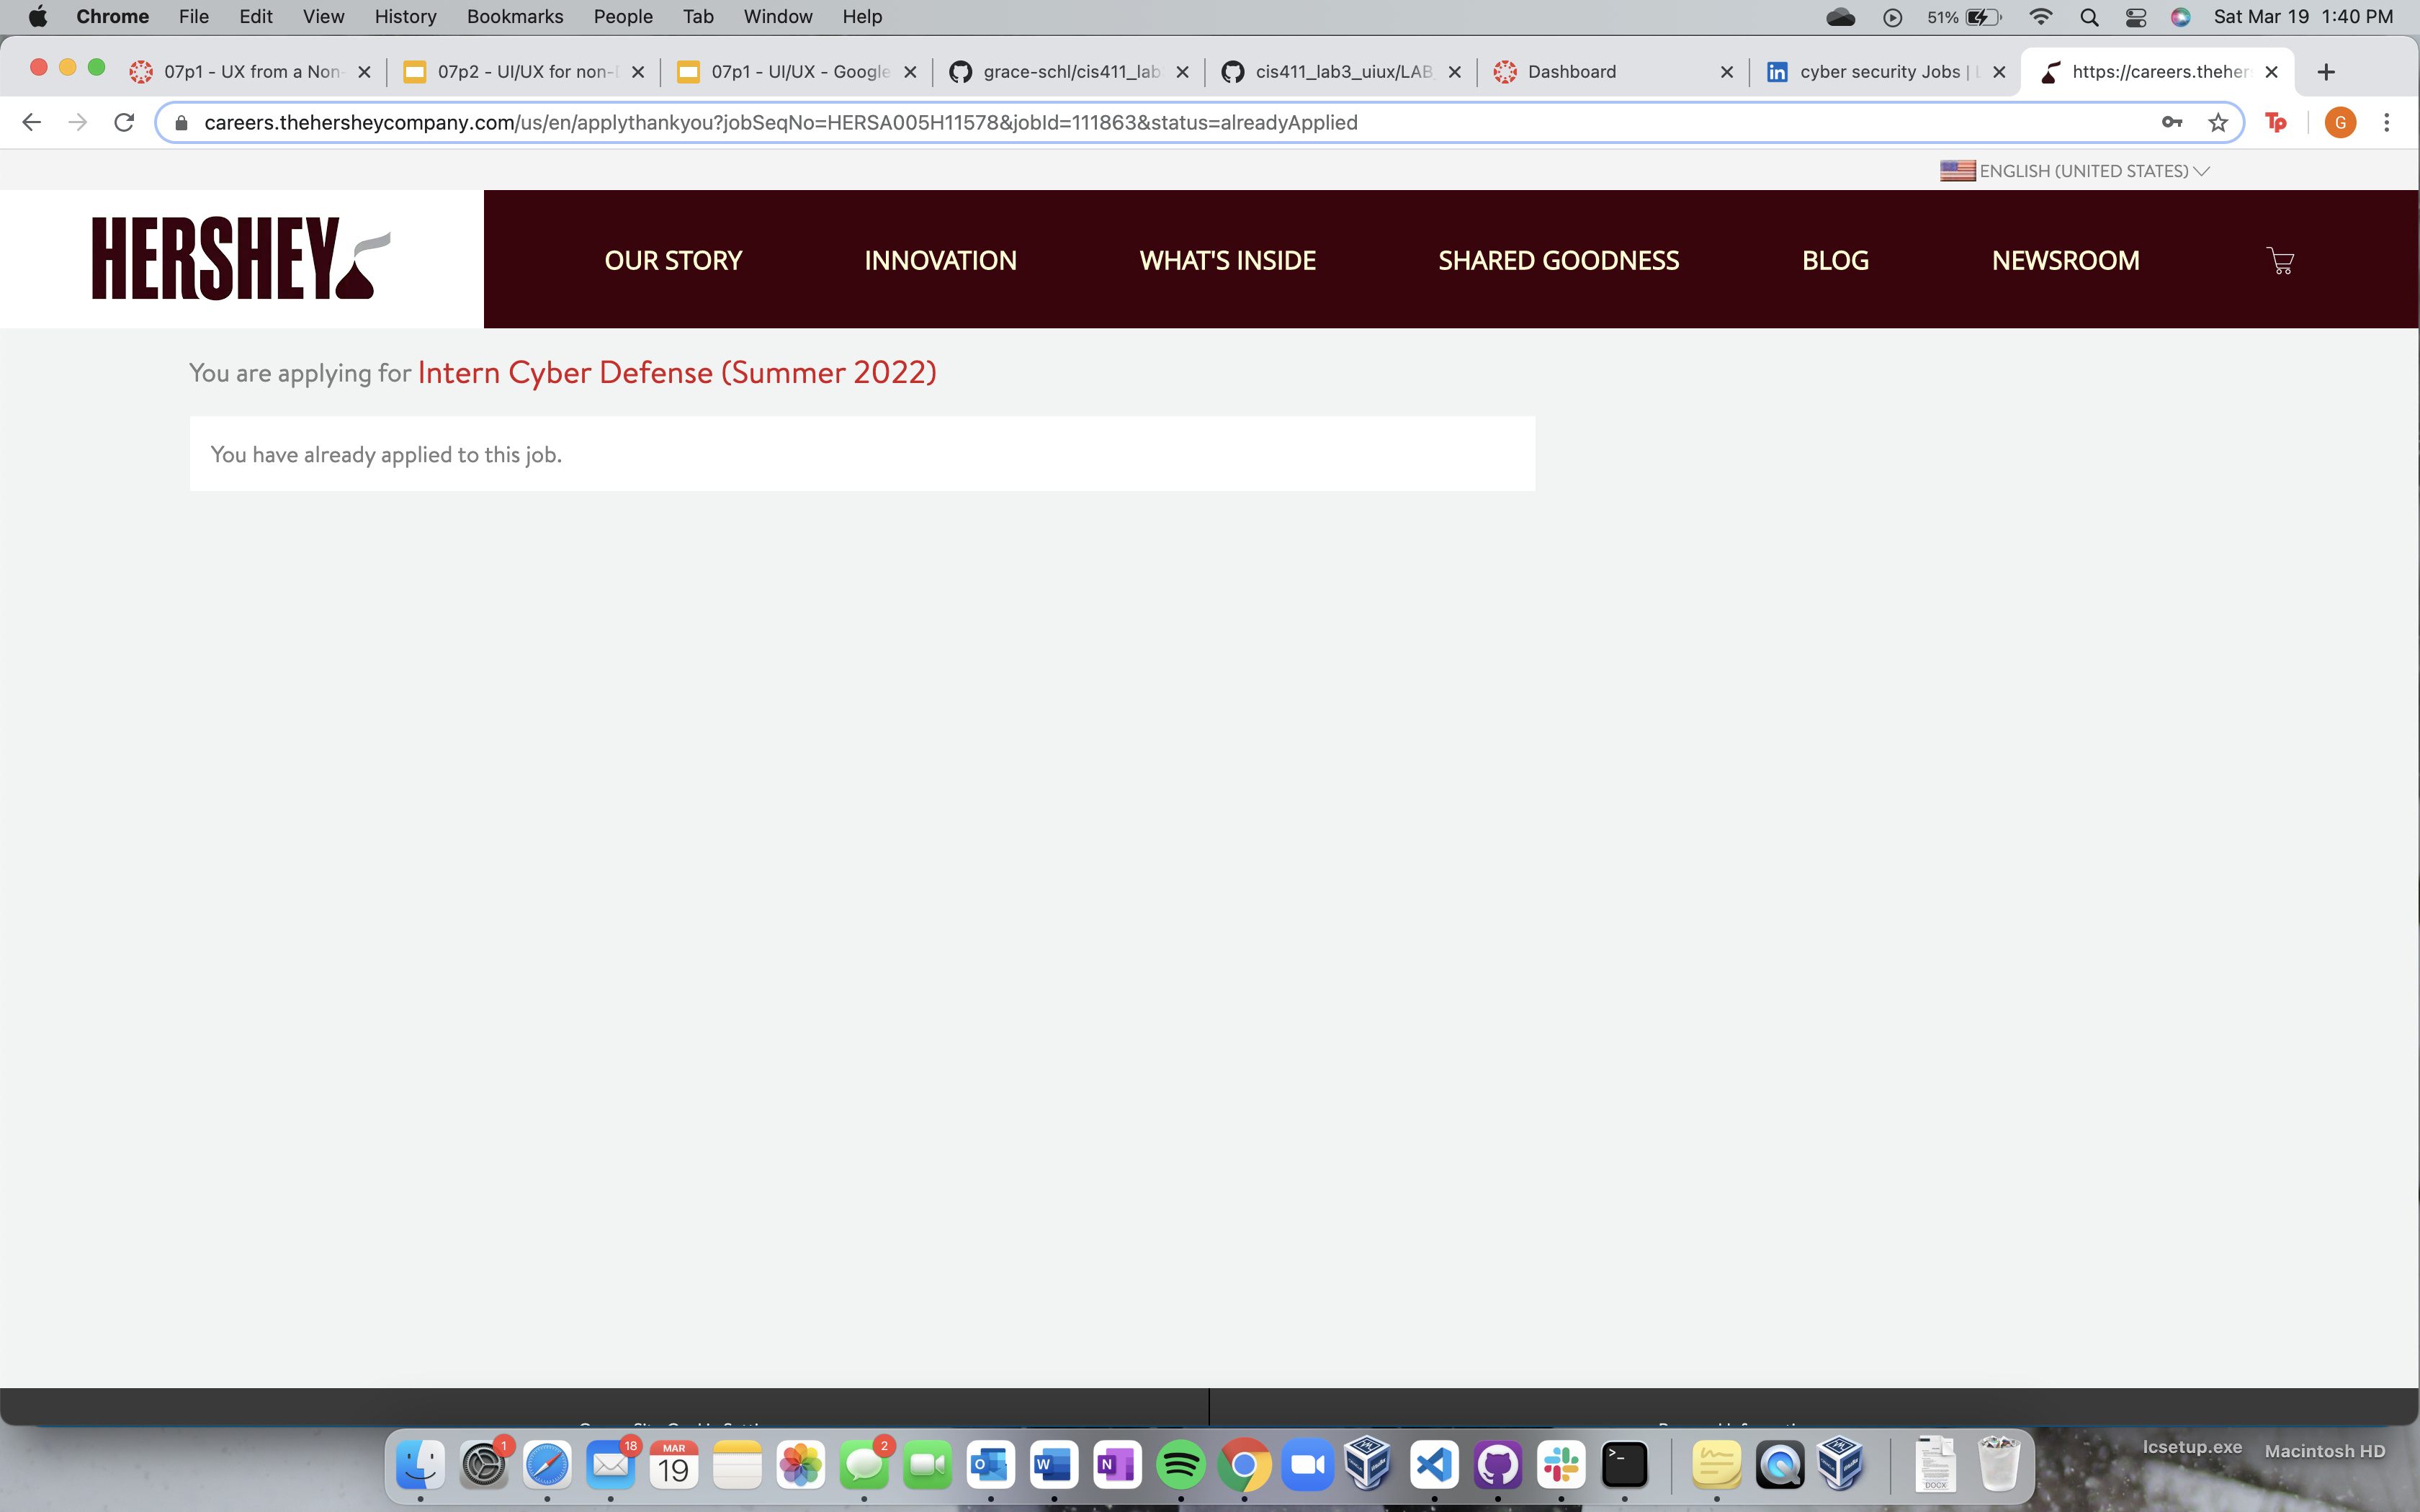 Chrome File Edit View History Bookmarks People Tab Window Help 51% Sat Mar 19 1:40 PM
07p1 - UX from a Non- 07p2 - UI/UX for non- 07p1 - UI/UX - Google grace-schl/cis411_lab cis411_lab3_uiux/LAB Dashboard cyber security Jobs | https://careers.theher
careers.thehersheycompany.com/us/en/applythankyou?jobSeqNo=HERSA005H11578&jobId=111863&status=alreadyApplied Tp G
ENGLISH (UNITED STATES)
HERSHEY OUR STORY INNOVATION WHAT'S INSIDE SHARED GOODNESS BLOG NEWSROOM
You are applying for Intern Cyber Defense (Summer 2022)
You have already applied to this job.
1 18 MAR 19 2 O W N DOCX
lcsetup.exe Macintosh HD